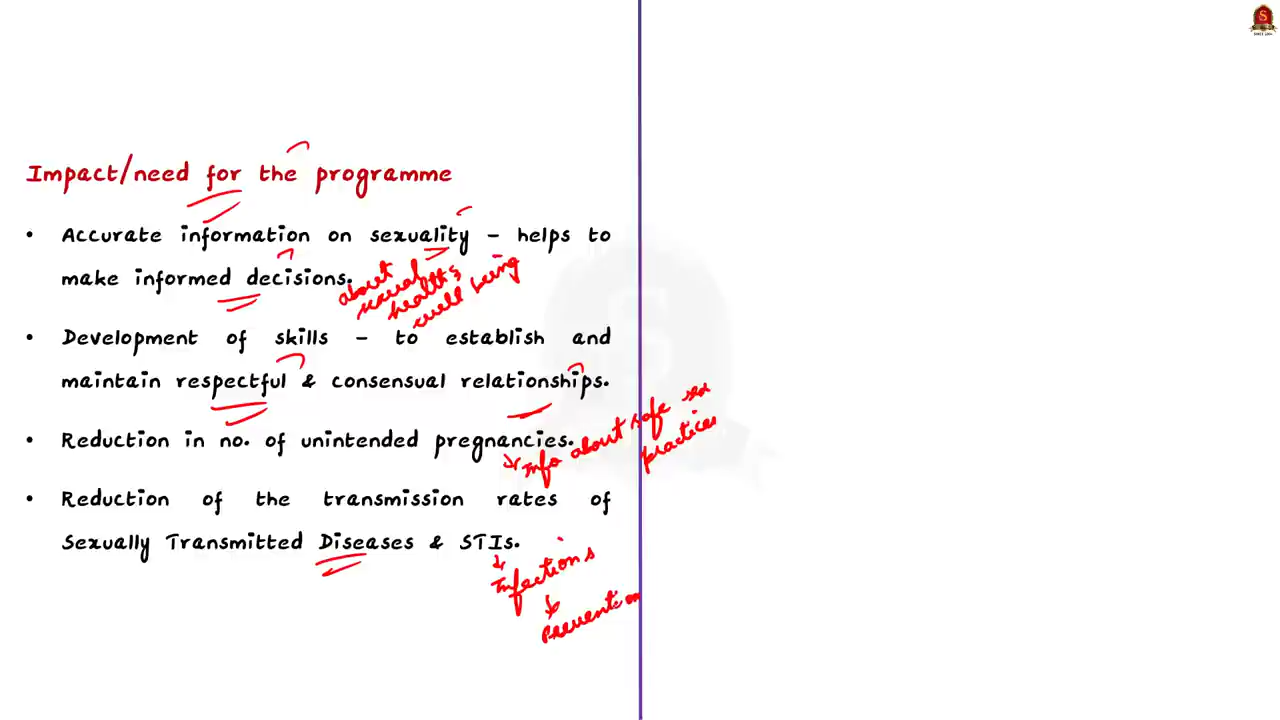 Impact/need for the programme
• Accurate information on sexuality – helps to
make informed decisions.
about
sexual
health &
well being
• Development of skills – to establish and
maintain respectful & consensual relationships.
• Reduction in no. of unintended pregnancies.
Info about safe sex
practices
• Reduction of the transmission rates of
Sexually Transmitted Diseases & STIs.
Infections
Prevention
S